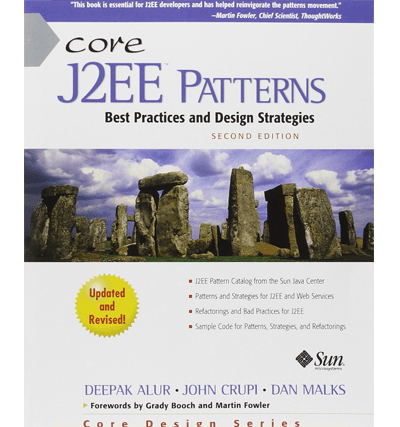 "This book is essential for J2EE developers and has helped reinvigorate the patterns movement."
–Martin Fowler, Chief Scientist, ThoughtWorks
core
J2EE™ PATTERNS
Best Practices and Design Strategies
SECOND EDITION
Updated
and
Revised!
▪ J2EE Pattern Catalog from the Sun Java Center
▪ Patterns and Strategies for J2EE and Web Services
▪ Refactorings and Bad Practices for J2EE
▪ Sample Code for Patterns, Strategies, and Refactorings
Sun
microsystems
DEEPAK ALUR • JOHN CRUPI • DAN MALKS
▸ Forewords by Grady Booch and Martin Fowler
Core Design Series